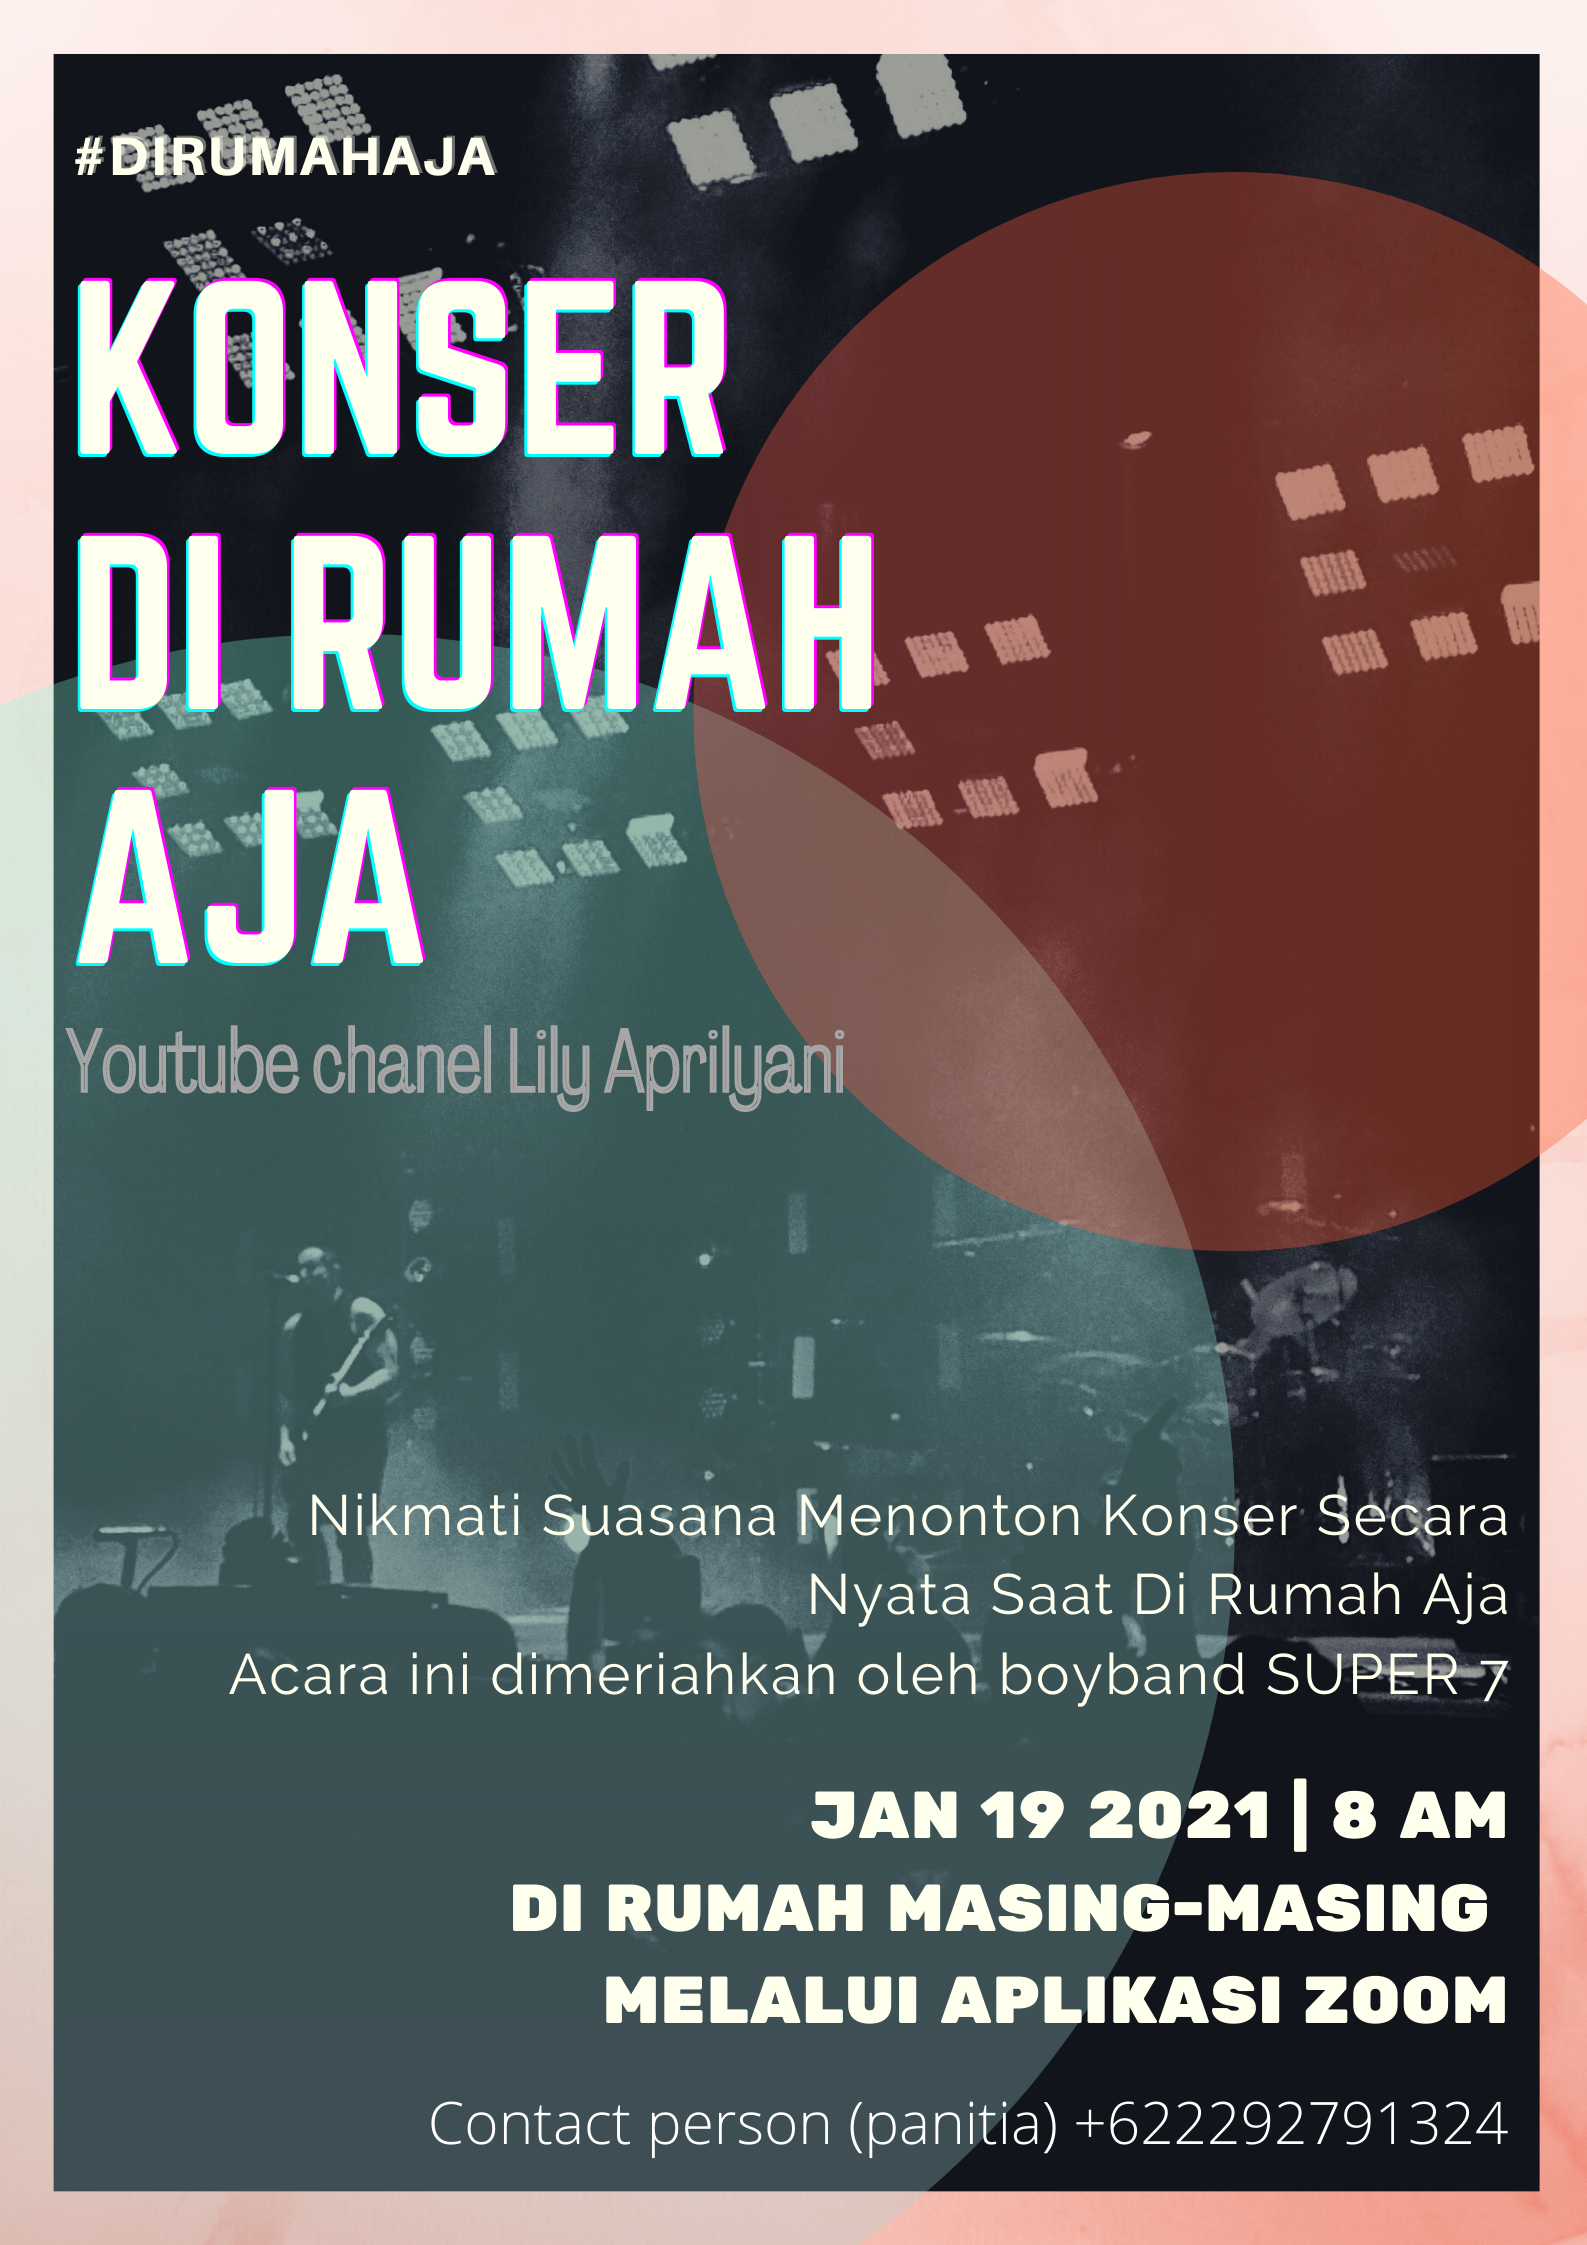 #DIRUMAHAJA
KONSER
DI RUMAH
AJA
Youtube chanel Lily Aprilyani
Nikmati Suasana Menonton Konser Secara
Nyata Saat Di Rumah Aja
Acara ini dimeriahkan oleh boyband SUPER 7
JAN 19 2021 | 8 AM
DI RUMAH MASING-MASING
MELALUI APLIKASI ZOOM
Contact person (panitia) +622292791324